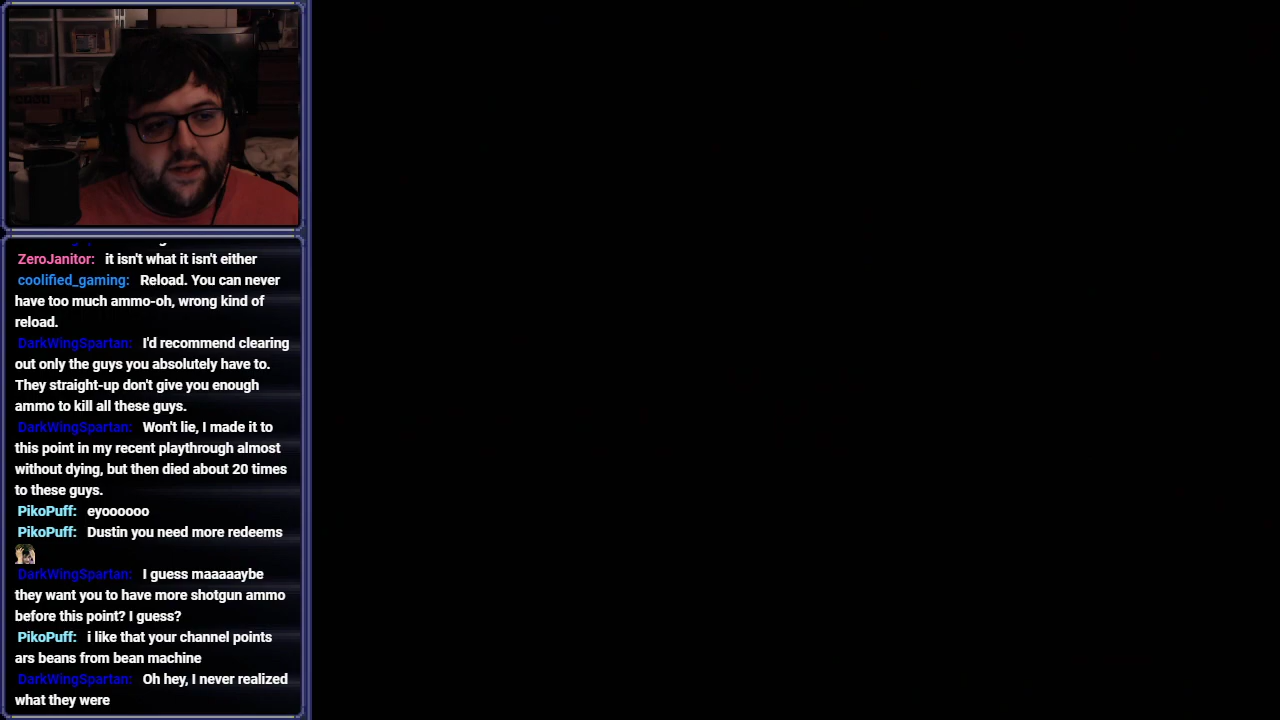 ZeroJanitor: it isn't what it isn't either
coolified_gaming: Reload. You can never
have too much ammo-oh, wrong kind of
reload.
DarkWingSpartan: I'd recommend clearing
out only the guys you absolutely have to.
They straight-up don't give you enough
ammo to kill all these guys.
DarkWingSpartan: Won't lie, I made it to
this point in my recent playthrough almost
without dying, but then died about 20 times
to these guys.
PikoPuff: eyoooooo
PikoPuff: Dustin you need more redeems
DarkWingSpartan: I guess maaaaaybe
they want you to have more shotgun ammo
before this point? I guess?
PikoPuff: i like that your channel points
ars beans from bean machine
DarkWingSpartan: Oh hey, I never realized
what they were